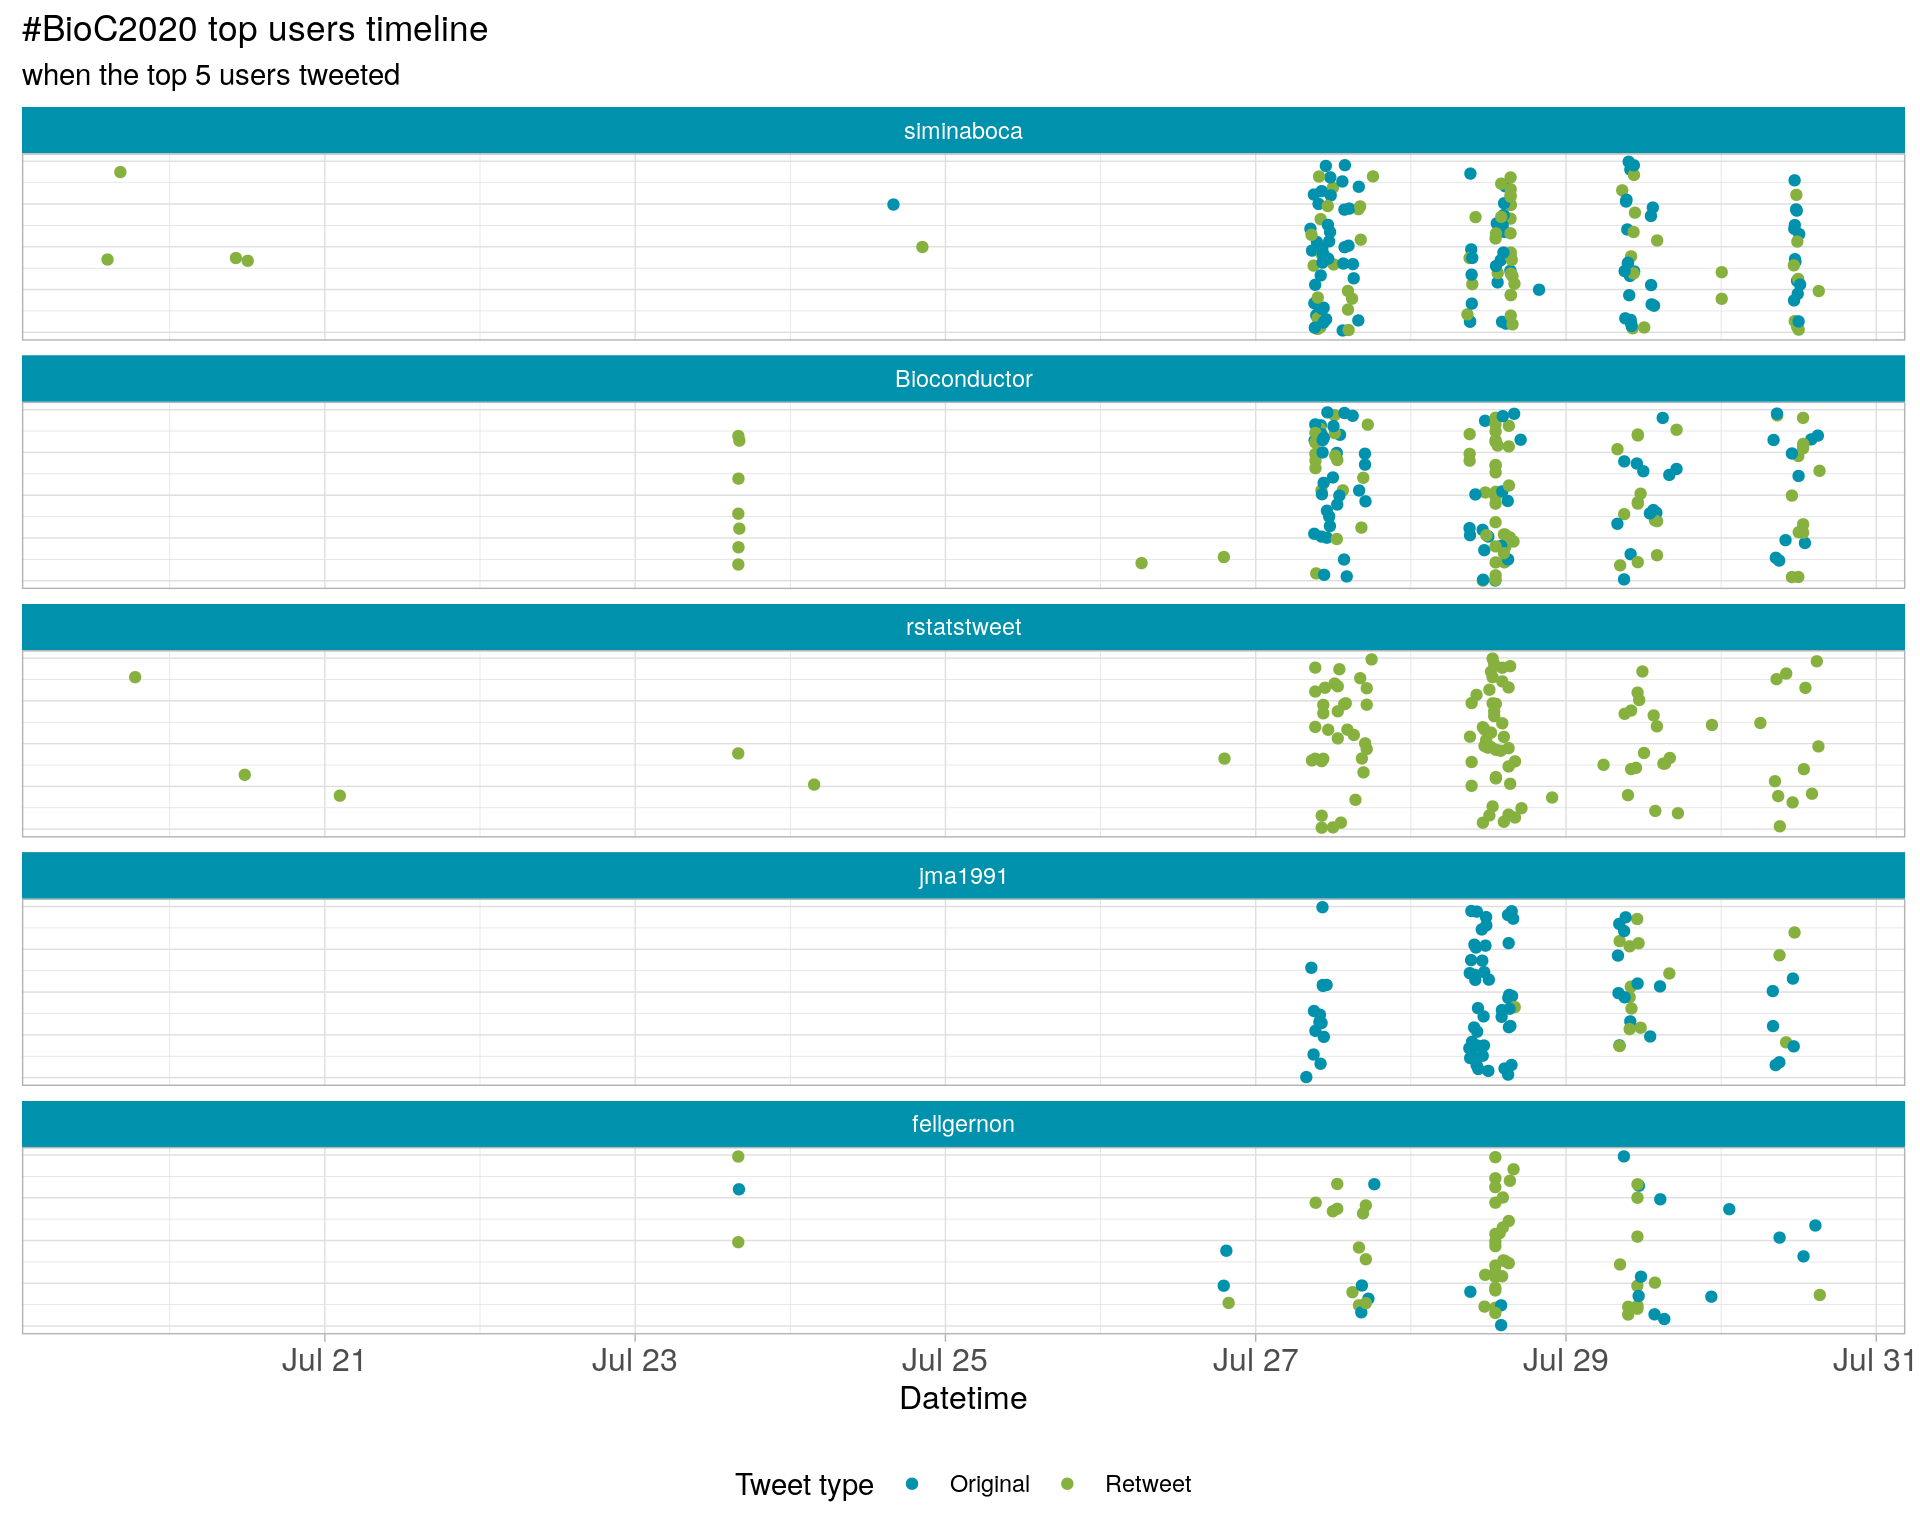 #BioC2020 top users timeline
when the top 5 users tweeted
siminaboca
Bioconductor
rstatstweet
jma1991
fellgernon
Jul 21 Jul 23 Jul 25 Jul 27 Jul 29 Jul 31
Datetime
Tweet type Original Retweet